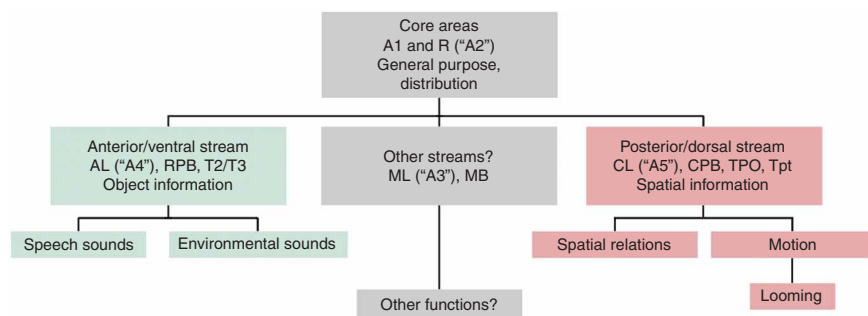 Core areas
A1 and R (“A2”)
General purpose,
distribution
Anterior/ventral stream
AL (“A4”), RPB, T2/T3
Object information
Other streams?
ML (“A3”), MB
Posterior/dorsal stream
CL (“A5”), CPB, TPO, Tpt
Spatial information
Speech sounds
Environmental sounds
Spatial relations
Motion
Looming
Other functions?